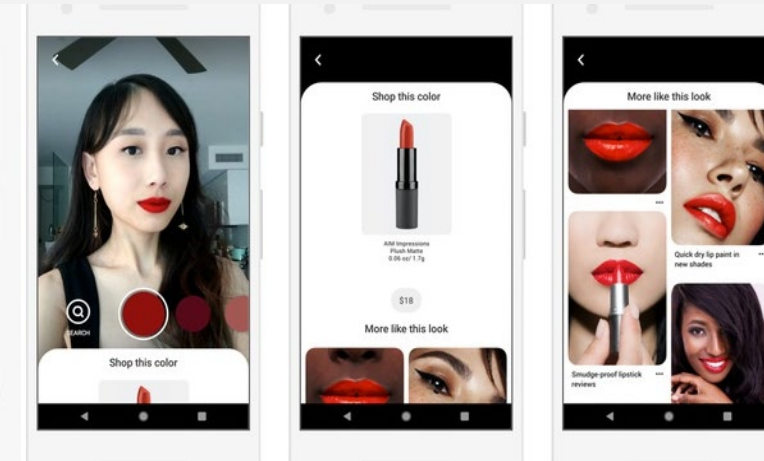 SEARCH
Shop this color
Shop this color
AIM Impressions
Plush Matte
0.06 oz/ 1.7g
$18
More like this look
More like this look
Quick dry lip paint in
new shades
Smudge-proof lipstick
reviews